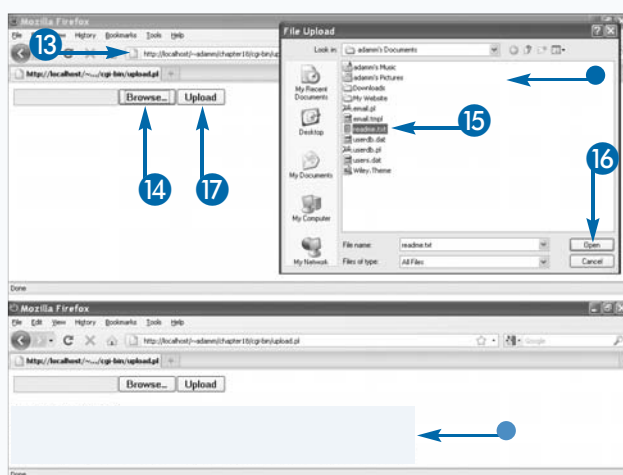 Mozilla Firefox
File Edit View History Bookmarks Tools Help
13
http://localhost/~adamm/chapter16/cgi-bin/up
http://localhost/~.../cgi-bin/upload.pl
Browse...
Upload
14
17
Done
File Upload
Look in:
adamm's Documents
My Recent Documents
Desktop
My Documents
My Computer
My Network
adamm's Music
adamm's Pictures
Downloads
My Website
email.pl
email.tmpl
readme.txt
userdb.dat
userdb.pl
users.dat
Wiley.Theme
15
16
File name:
readme.txt
Open
Files of type:
All Files
Cancel
Mozilla Firefox
File Edit View History Bookmarks Tools Help
http://localhost/~adamm/chapter16/cgi-bin/upload.pl
Google
http://localhost/~.../cgi-bin/upload.pl
Browse...
Upload
Done